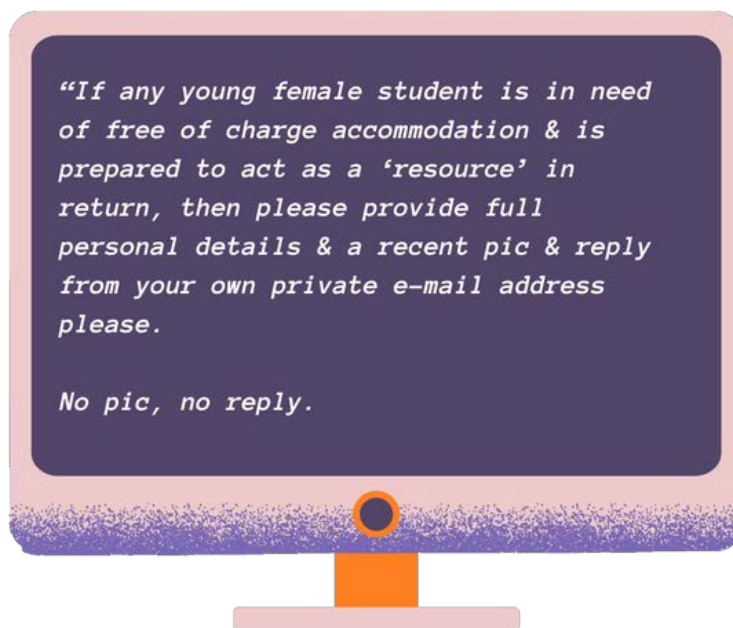 “If any young female student is in need
of free of charge accommodation & is
prepared to act as a ‘resource’ in
return, then please provide full
personal details & a recent pic & reply
from your own private e-mail address
please.
No pic, no reply.